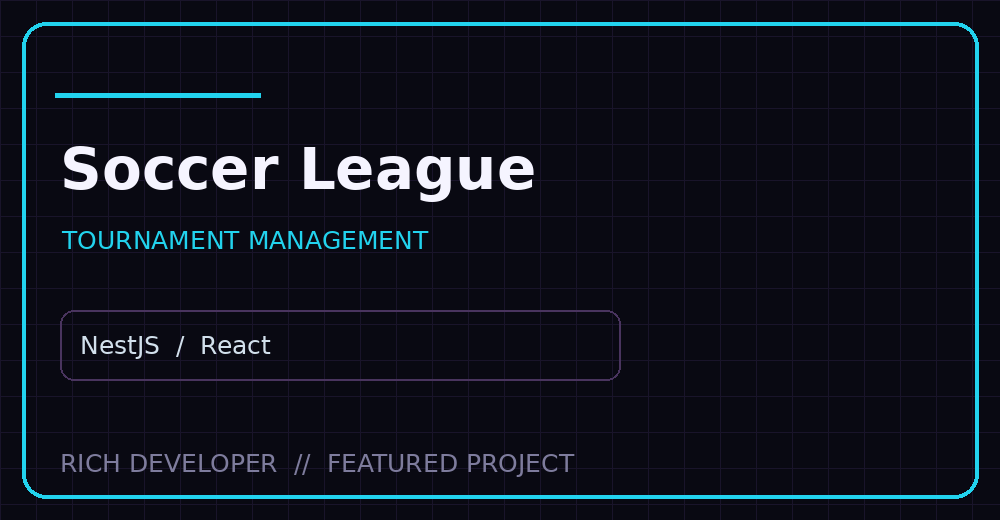 Soccer League
TOURNAMENT MANAGEMENT
NestJS / React
RICH DEVELOPER // FEATURED PROJECT